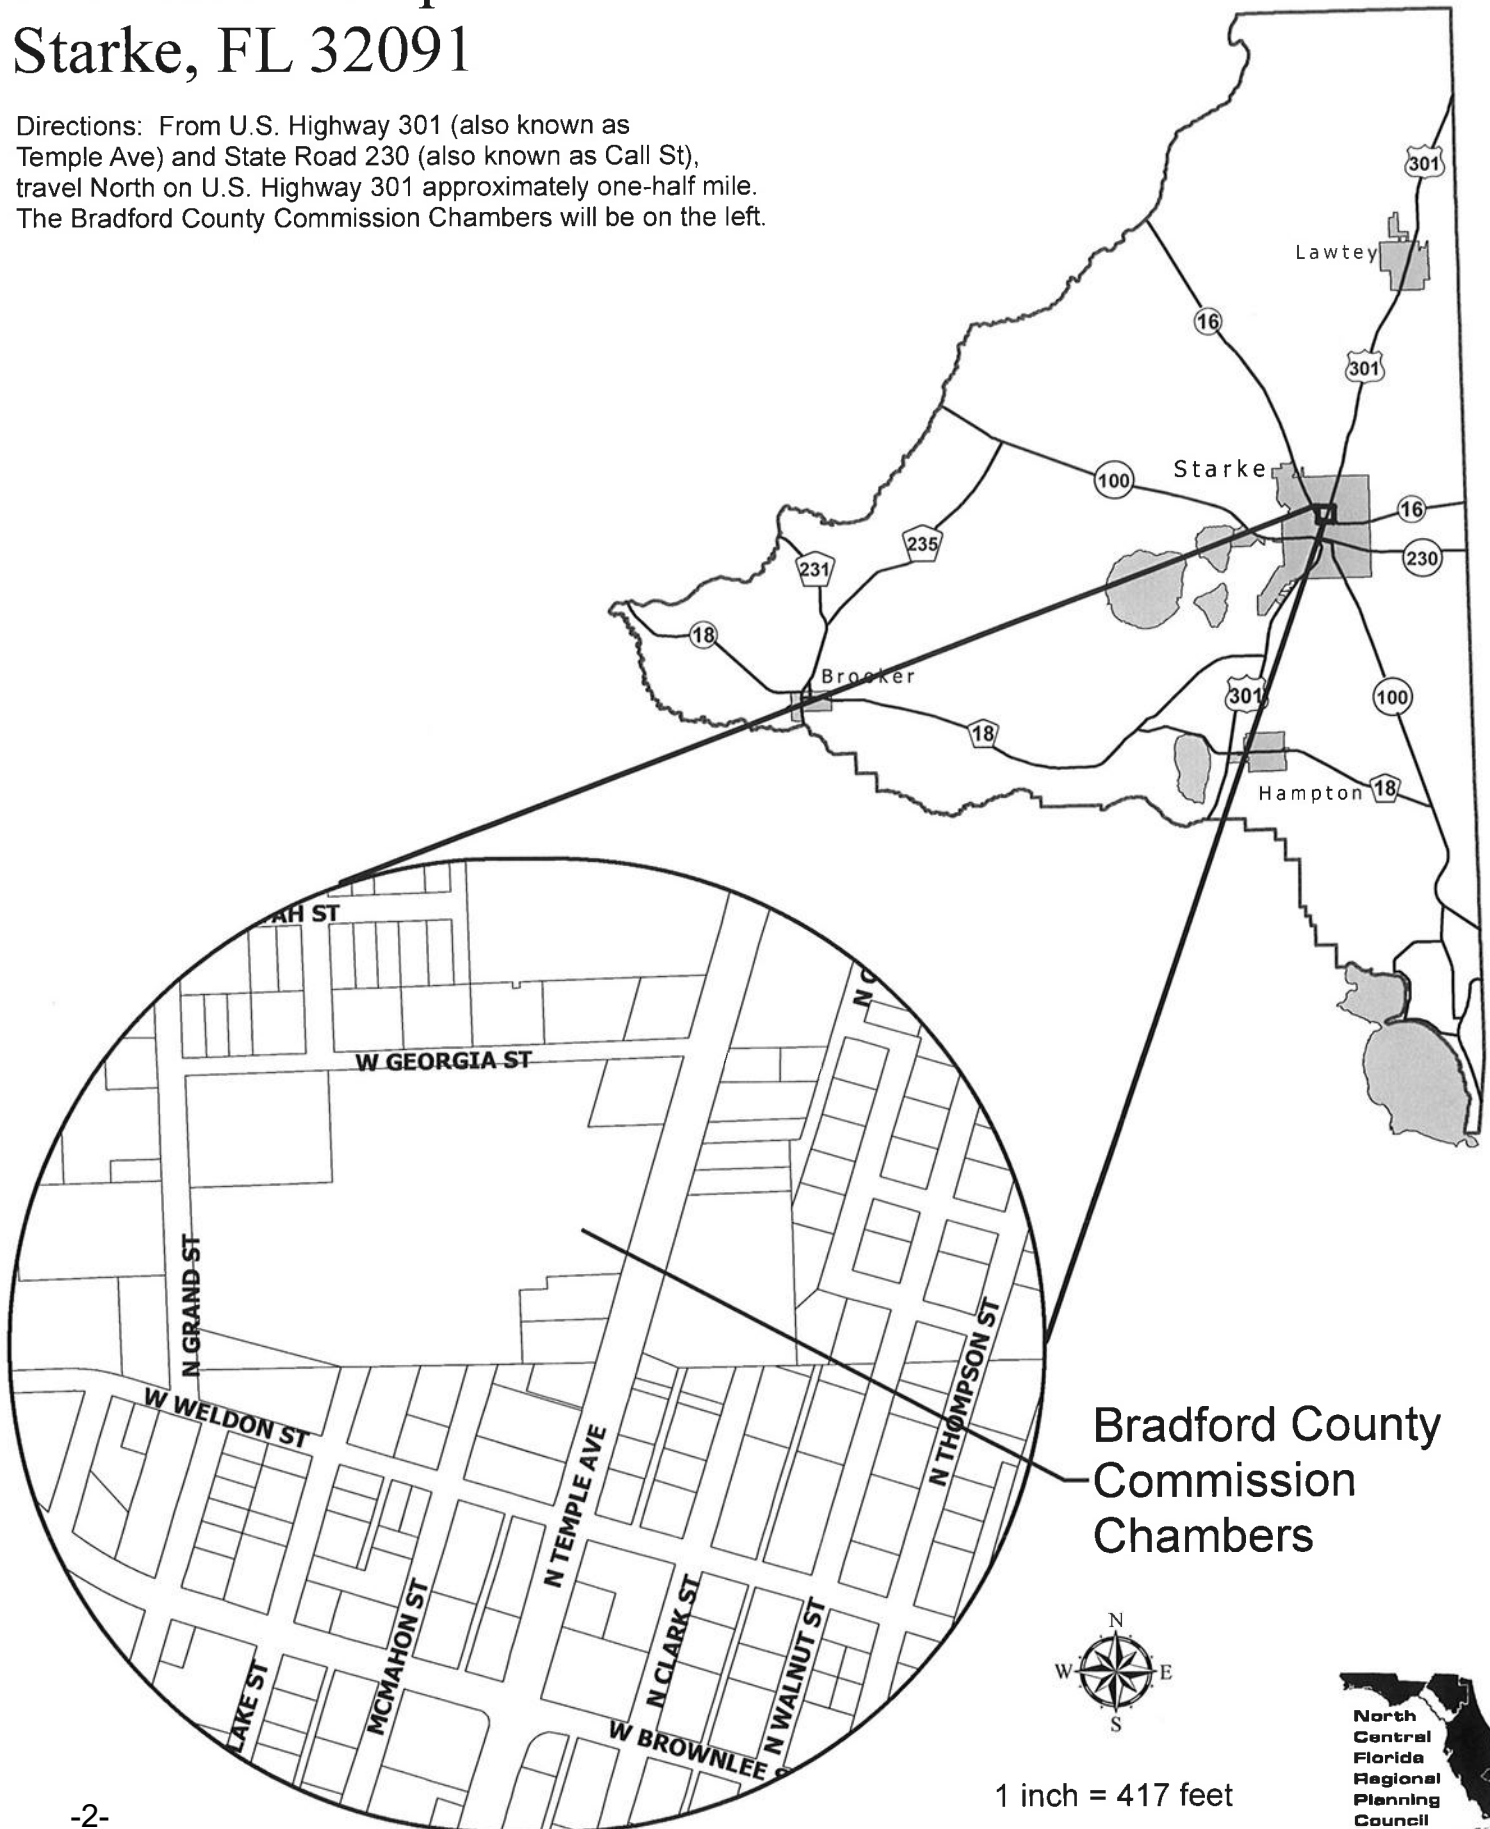 Starke, FL 32091
Directions: From U.S. Highway 301 (also known as
Temple Ave) and State Road 230 (also known as Call St),
travel North on U.S. Highway 301 approximately one-half mile.
The Bradford County Commission Chambers will be on the left.
301
Lawtey
16
301
Starke
100
16
235
230
231
18
Brooker
301
100
18
Hampton
18
AH ST
N C
W GEORGIA ST
N GRAND ST
N THOMPSON ST
W WELDON ST
N TEMPLE AVE
Bradford County
Commission
Chambers
MCMAHON ST
N CLARK ST
N WALNUT ST
LAKE ST
W BROWNLEE S
N
W E
S
North
Central
Florida
Regional
Planning
Council
1 inch = 417 feet
-2-